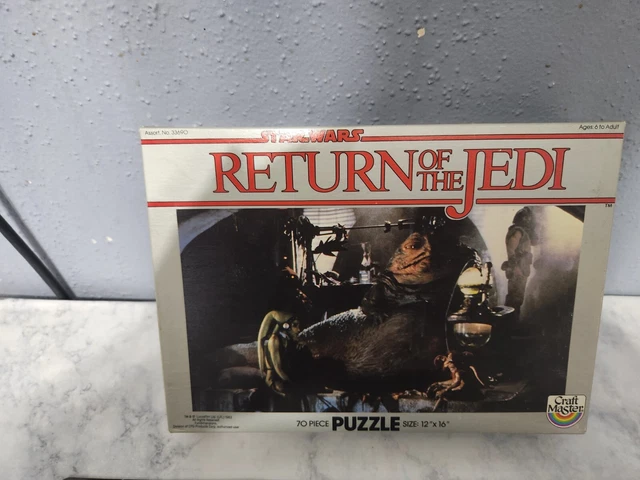 Assort. No. 33690
Ages 6 to Adult
STAR WARS
RETURN OF THE JEDI
TM
70 PIECE PUZZLE SIZE: 12" x 16"
Craft
Master